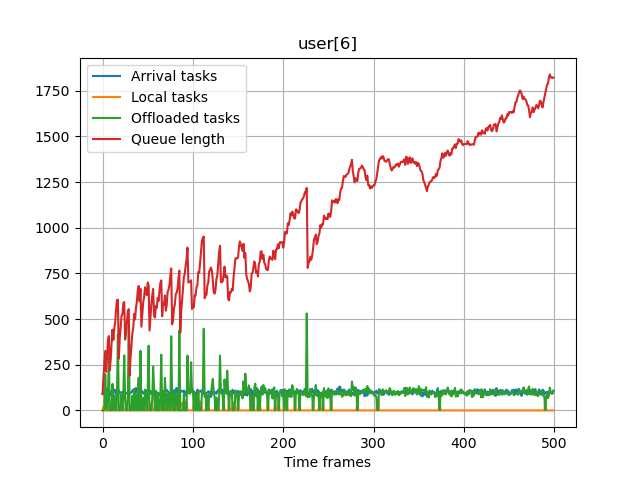 user[6]
Arrival tasks
Local tasks
Offloaded tasks
Queue length
1750
1500
1250
1000
750
500
250
0
0 100 200 300 400 500
Time frames